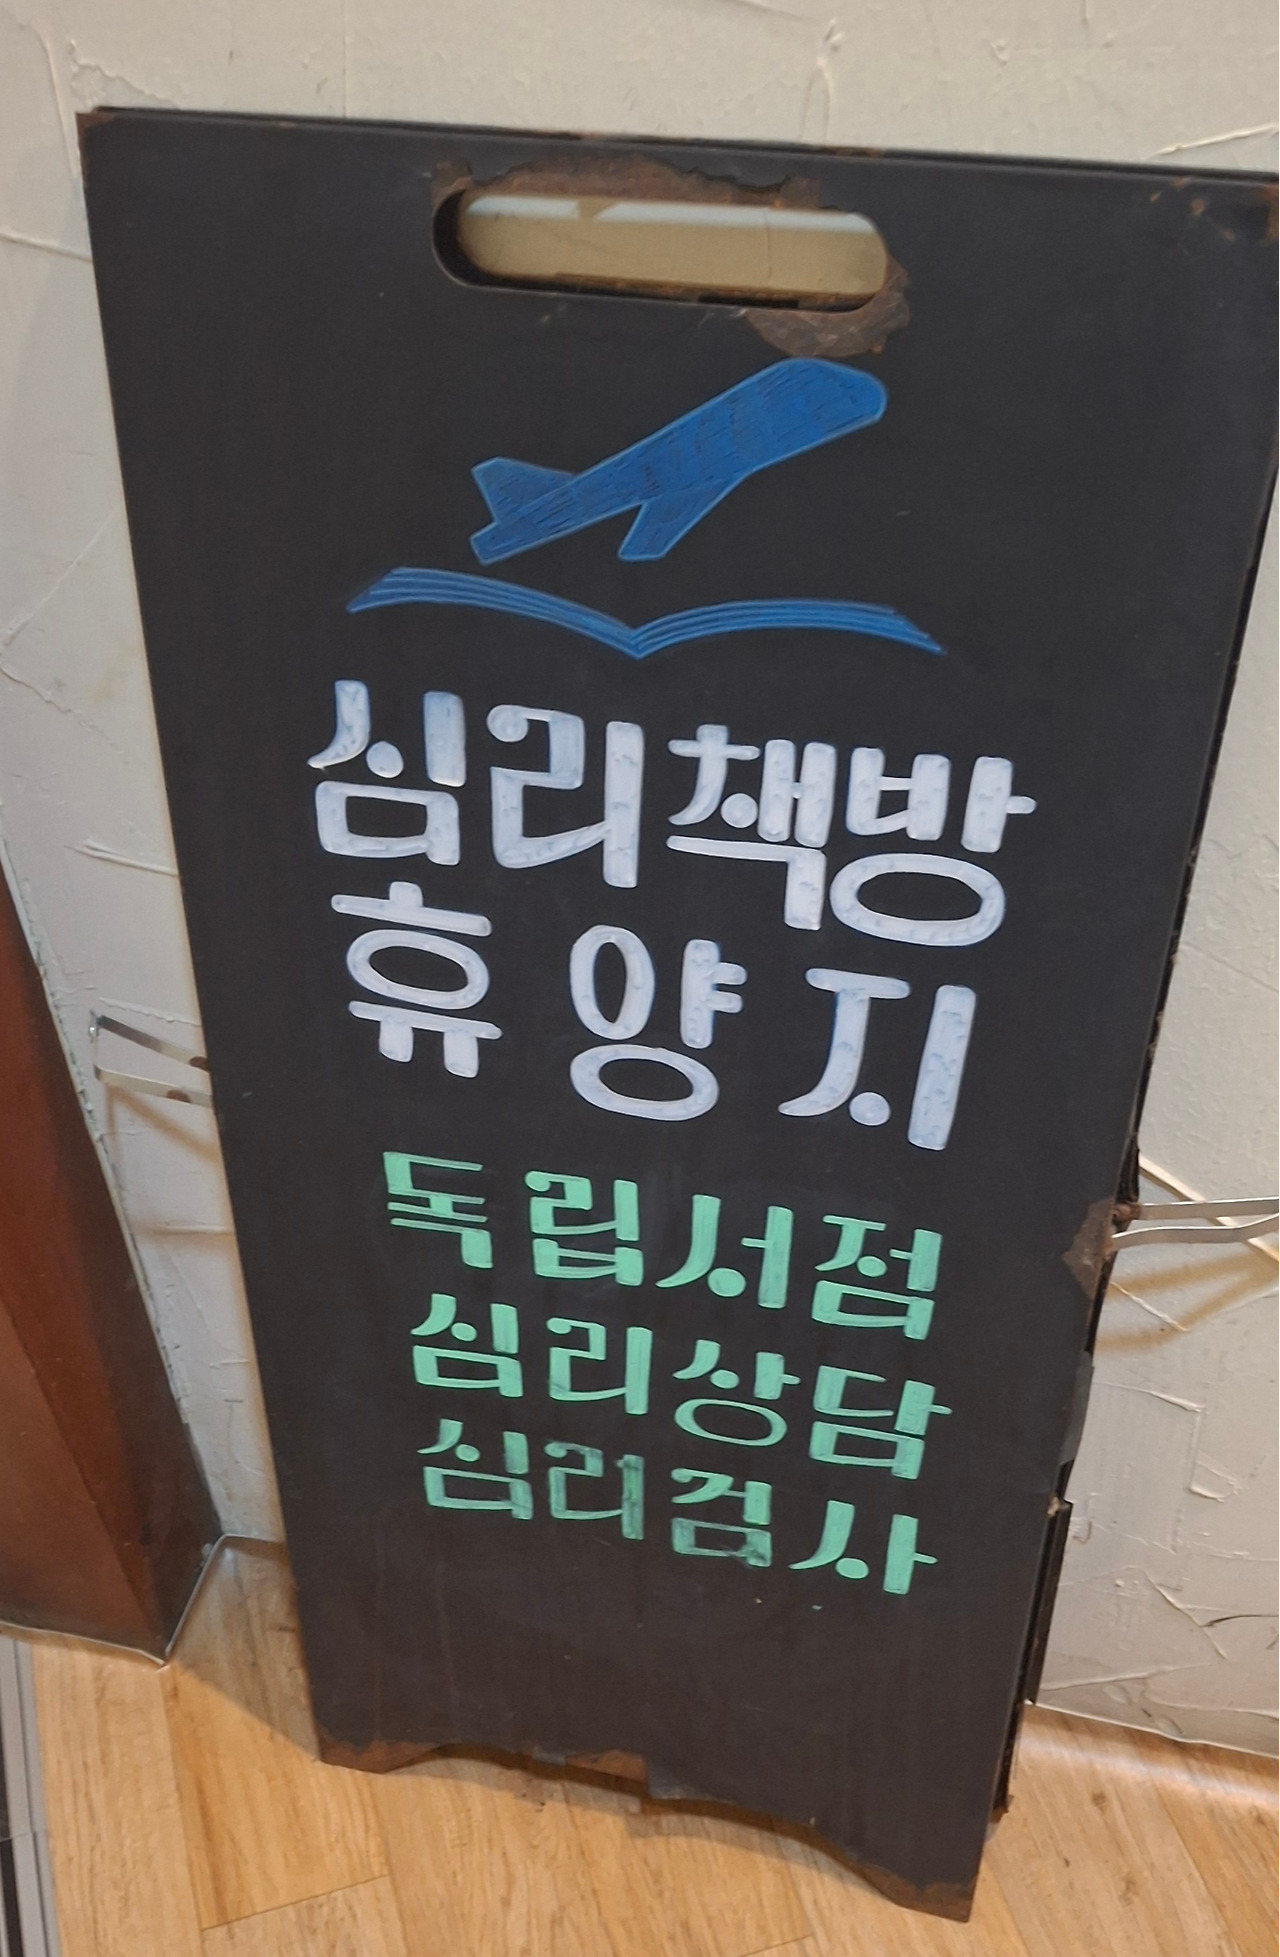 심리책방
휴양지
독립서점
심리상담
심리검사